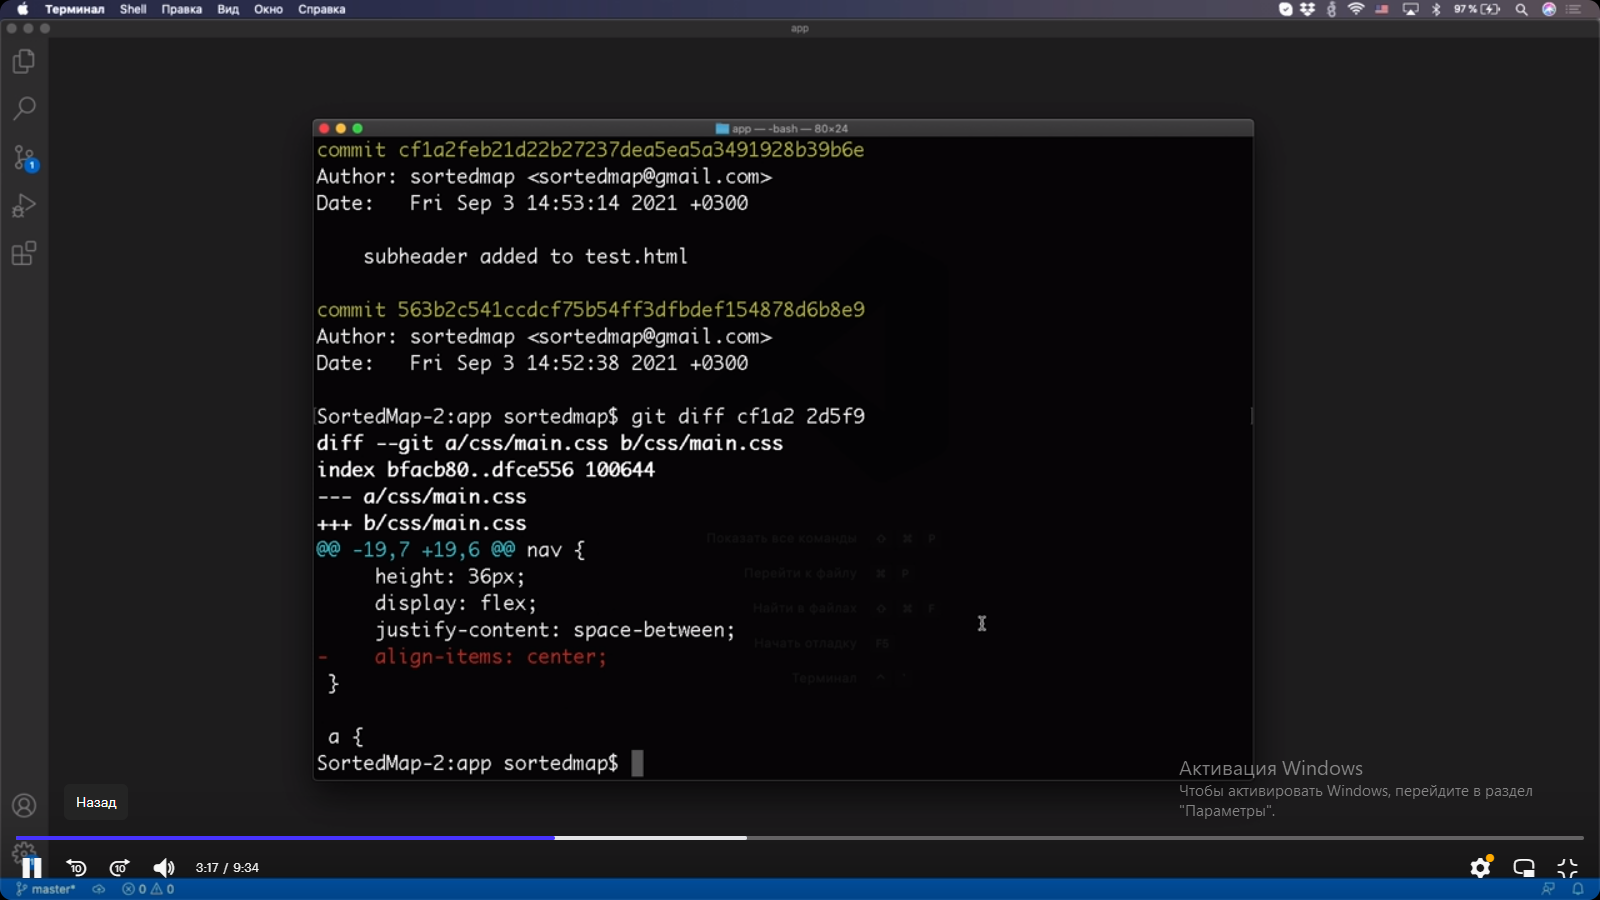 Терминал Shell Правка Вид Окно Справка 97 %
app
1
app — -bash — 80×24
commit cf1a2feb21d22b27237dea5ea5a3491928b39b6e
Author: sortedmap <sortedmap@gmail.com>
Date:   Fri Sep 3 14:53:14 2021 +0300
subheader added to test.html
commit 563b2c541ccdcf75b54ff3dfbdef154878d6b8e9
Author: sortedmap <sortedmap@gmail.com>
Date:   Fri Sep 3 14:52:38 2021 +0300
SortedMap-2:app sortedmap$ git diff cf1a2 2d5f9
diff --git a/css/main.css b/css/main.css
index bfacb80..dfce556 100644
--- a/css/main.css
+++ b/css/main.css
@@ -19,7 +19,6 @@ nav {
height: 36px;
display: flex;
justify-content: space-between;
-    align-items: center;
}
a {
SortedMap-2:app sortedmap$
Показать все команды ⇧ ⌘ P
Перейти к файлу ⌘ P
Найти в файлах ⇧ ⌘ F
Начать отладку F5
Терминал ^ `
Активация Windows
Чтобы активировать Windows, перейдите в раздел
"Параметры".
Назад
10 10 3:17 / 9:34
master* 0 0